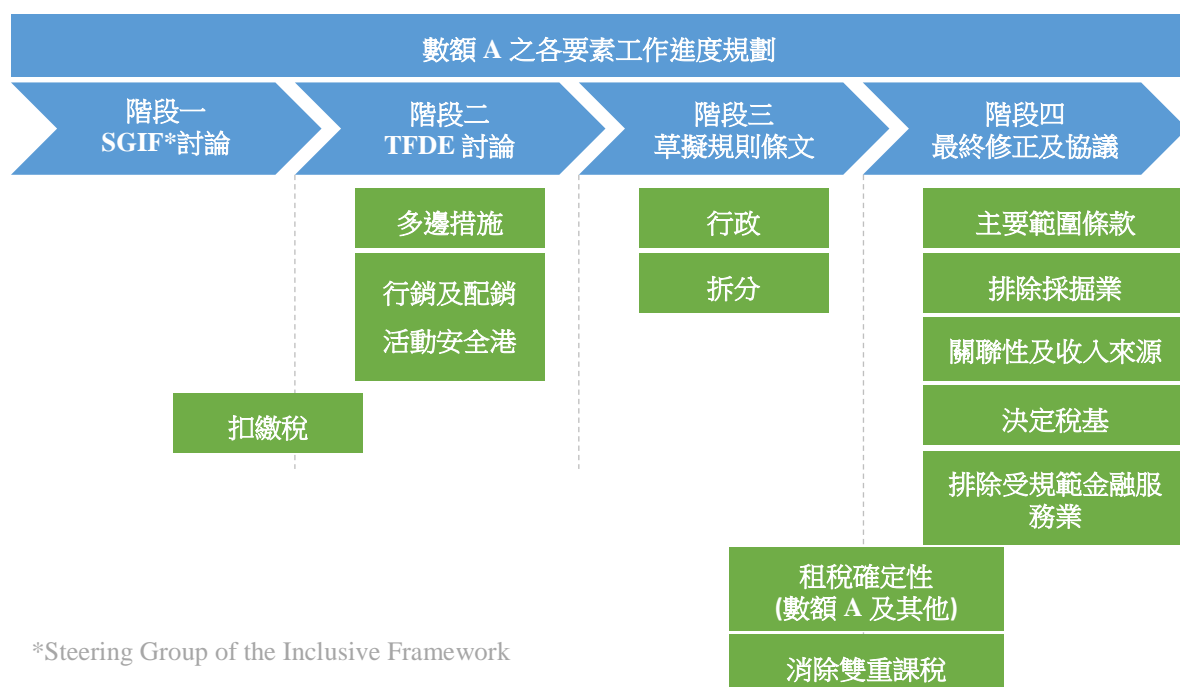 數額 A 之各要素工作進度規劃
階段一
SGIF*討論
階段二
TFDE 討論
階段三
草擬規則條文
階段四
最終修正及協議
多邊措施
行銷及配銷
活動安全港
扣繳稅
行政
拆分
主要範圍條款
排除採掘業
關聯性及收入來源
決定稅基
排除受規範金融服
務業
租稅確定性
(數額 A 及其他)
消除雙重課稅
*Steering Group of the Inclusive Framework